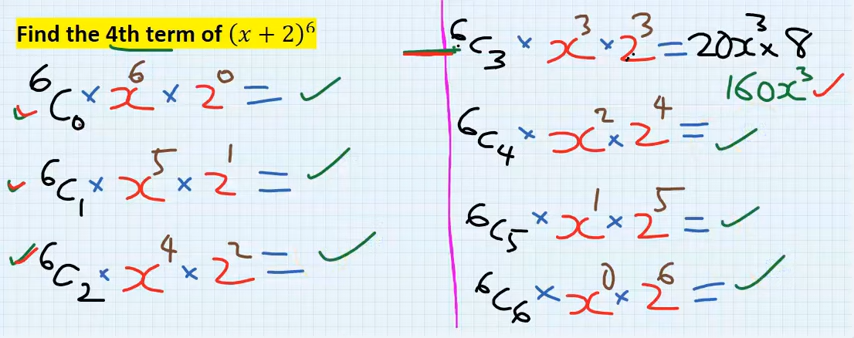 Find the 4th term of (x + 2)⁶
⁶C₀ × x⁶ × 2⁰ =
⁶C₁ × x⁵ × 2¹ =
⁶C₂ × x⁴ × 2² =
⁶C₃ × x³ × 2³ = 20x³ × 8
160x³
⁶C₄ × x² × 2⁴ =
⁶C₅ × x¹ × 2⁵ =
⁶C₆ × x⁰ × 2⁶ =